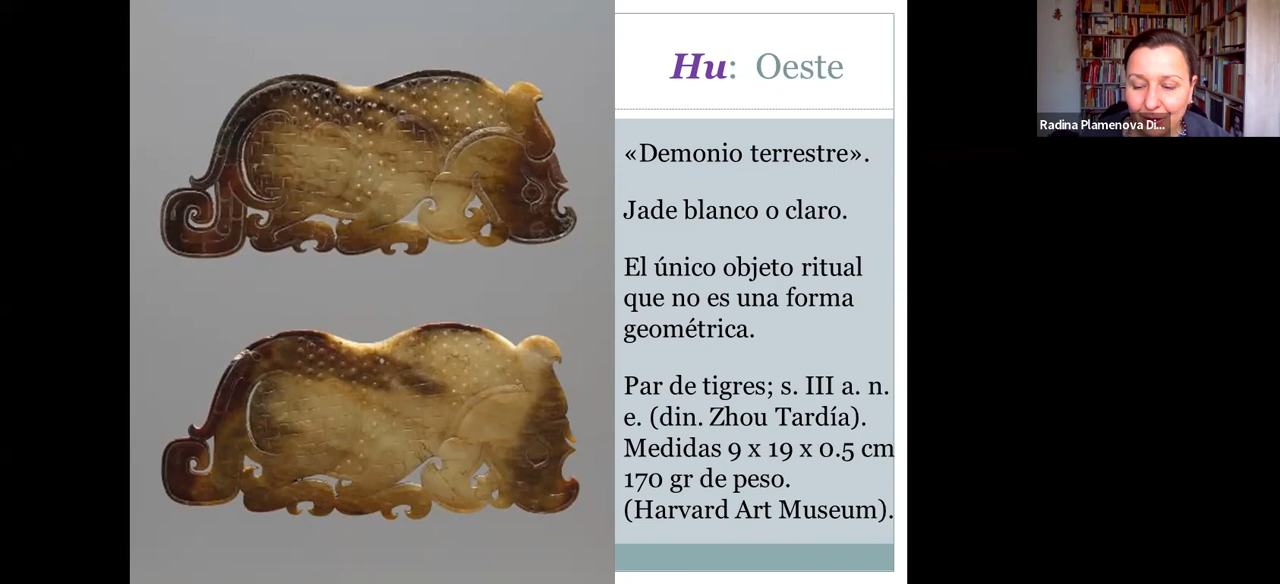 Hu: Oeste
«Demonio terrestre».
Jade blanco o claro.
El único objeto ritual
que no es una forma
geométrica.
Par de tigres; s. III a. n.
e. (din. Zhou Tardía).
Medidas 9 x 19 x 0.5 cm
170 gr de peso.
(Harvard Art Museum).
Radina Plamenova Di...